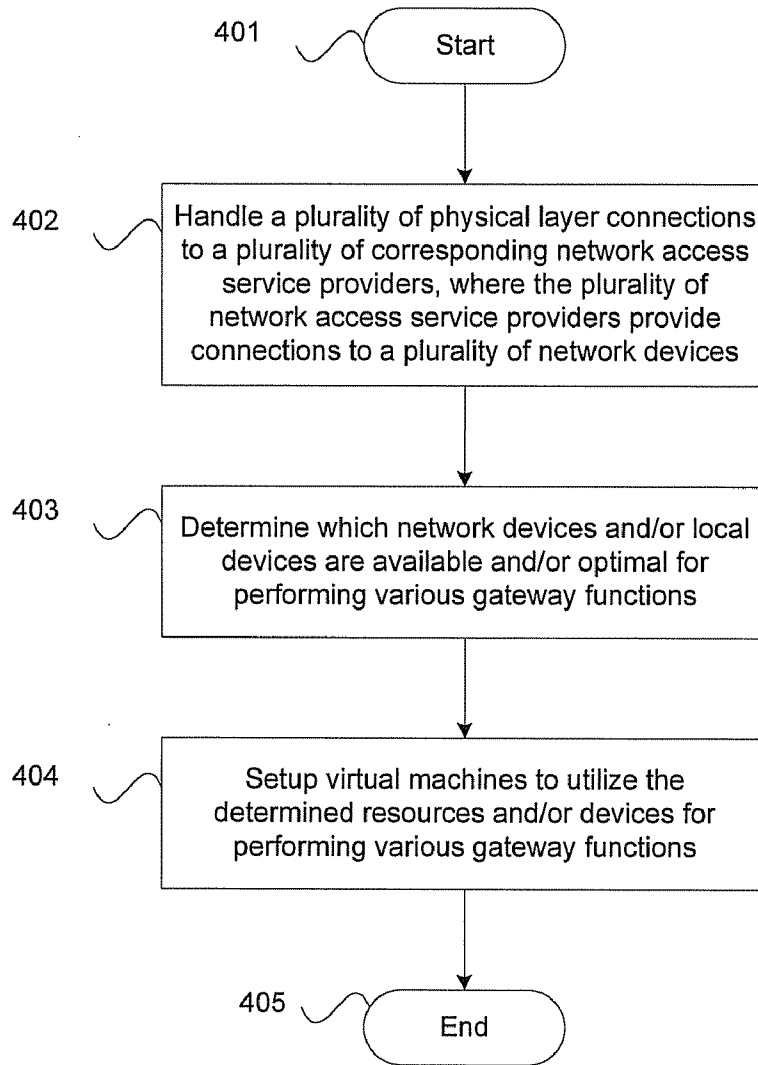 401
Start
402
Handle a plurality of physical layer connections
to a plurality of corresponding network access
service providers, where the plurality of
network access service providers provide
connections to a plurality of network devices
403
Determine which network devices and/or local
devices are available and/or optimal for
performing various gateway functions
404
Setup virtual machines to utilize the
determined resources and/or devices for
performing various gateway functions
405
End